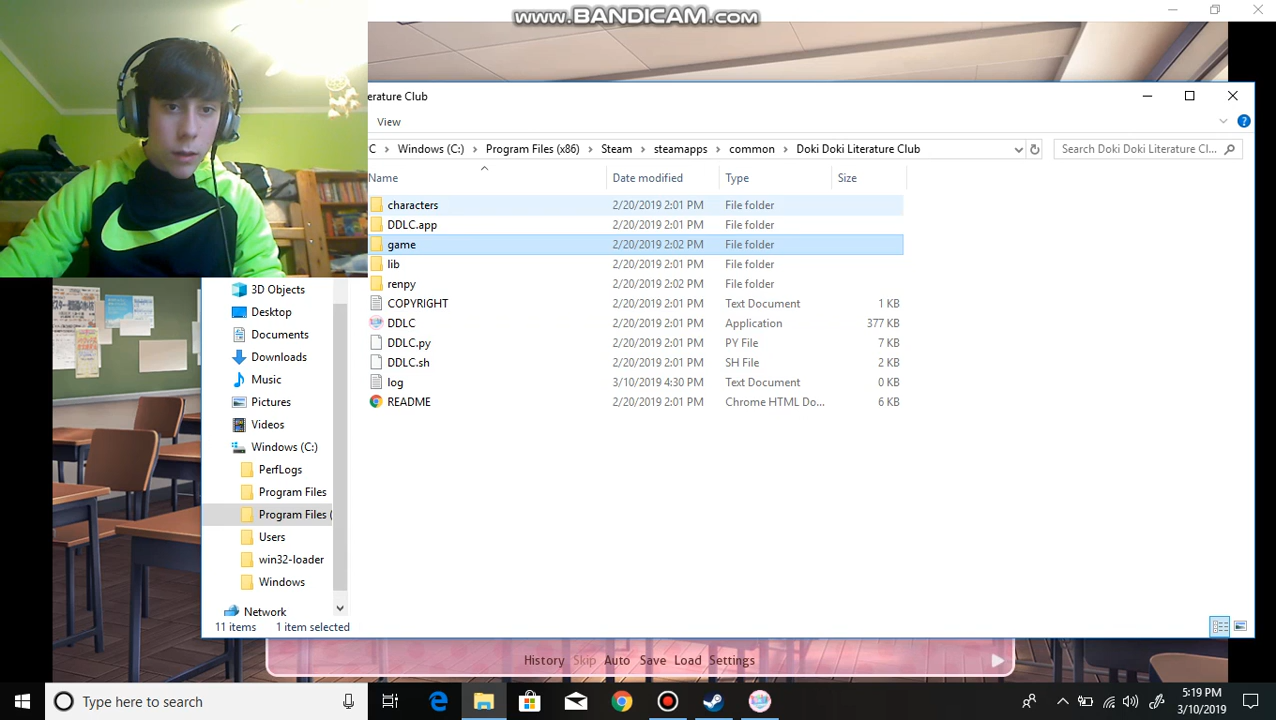 www.BANDICAM.com
erature Club
View
C > Windows (C:) > Program Files (x86) > Steam > steamapps > common > Doki Doki Literature Club
Search Doki Doki Literature Cl...
Name Date modified Type Size
characters 2/20/2019 2:01 PM File folder
DDLC.app 2/20/2019 2:01 PM File folder
game 2/20/2019 2:02 PM File folder
lib 2/20/2019 2:01 PM File folder
renpy 2/20/2019 2:02 PM File folder
COPYRIGHT 2/20/2019 2:01 PM Text Document 1 KB
DDLC 2/20/2019 2:01 PM Application 377 KB
DDLC.py 2/20/2019 2:01 PM PY File 7 KB
DDLC.sh 2/20/2019 2:01 PM SH File 2 KB
log 3/10/2019 4:30 PM Text Document 0 KB
README 2/20/2019 2:01 PM Chrome HTML Do... 6 KB
3D Objects
Desktop
Documents
Downloads
Music
Pictures
Videos
Windows (C:)
PerfLogs
Program Files
Program Files (
Users
win32-loader
Windows
Network
11 items 1 item selected
History Skip Auto Save Load Settings
Type here to search
5:19 PM
3/10/2019